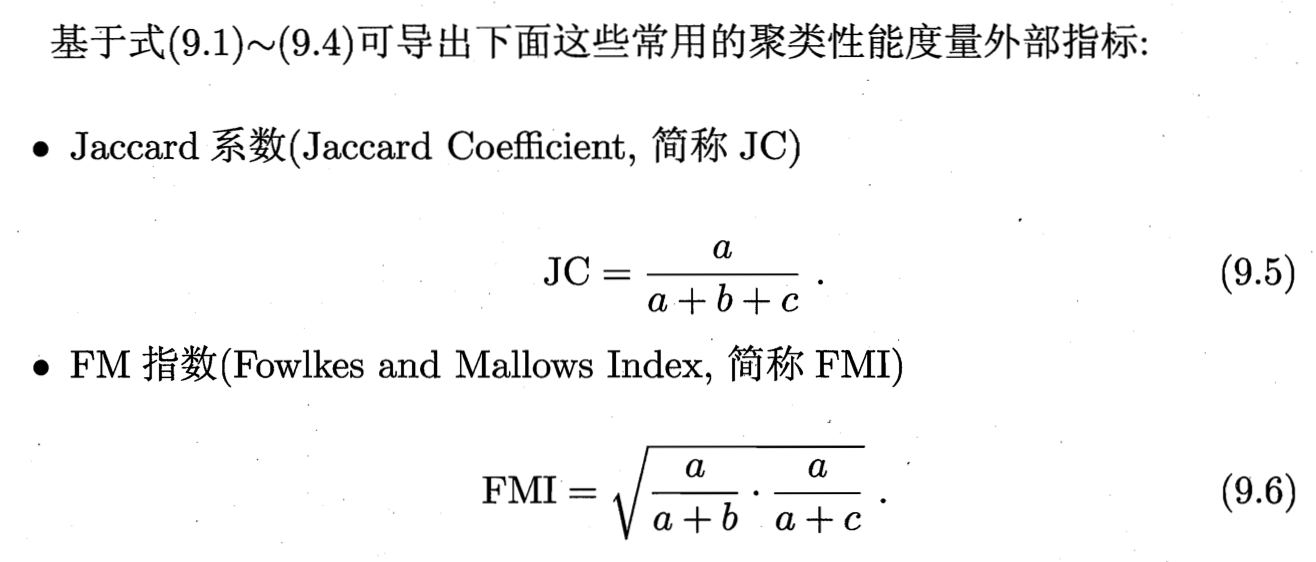 基于式(9.1)~(9.4)可导出下面这些常用的聚类性能度量外部指标:
• Jaccard 系数(Jaccard Coefficient, 简称 JC)
JC = \frac{a}{a+b+c} . (9.5)
• FM 指数(Fowlkes and Mallows Index, 简称 FMI)
FMI = \sqrt{\frac{a}{a+b} \cdot \frac{a}{a+c}} . (9.6)